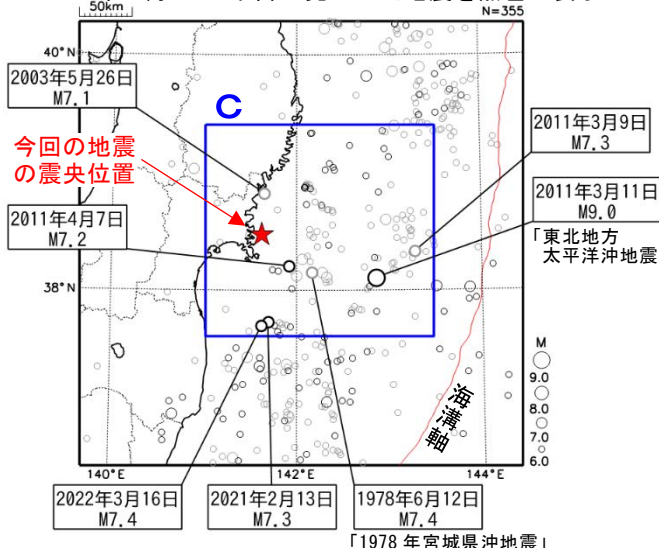 50km
N=355
40°N
2003年5月26日
M7.1
C
今回の地震
の震央位置
2011年3月9日
M7.3
2011年3月11日
M9.0
「東北地方
太平洋沖地震
2011年4月7日
M7.2
38°N
M
9.0
8.0
7.0
6.0
海溝軸
140°E
142°E
144°E
2022年3月16日
M7.4
2021年2月13日
M7.3
1978年6月12日
M7.4
「1978年宮城県沖地震」